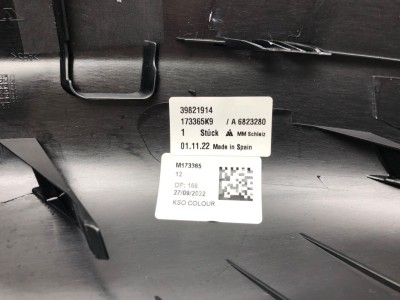 39821914
173365K9 / A 6823280
1 Stück MM Schleiz
01.11.22 Made in Spain
M173365
12
OP: 168
27/09/2022
KSO COLOUR